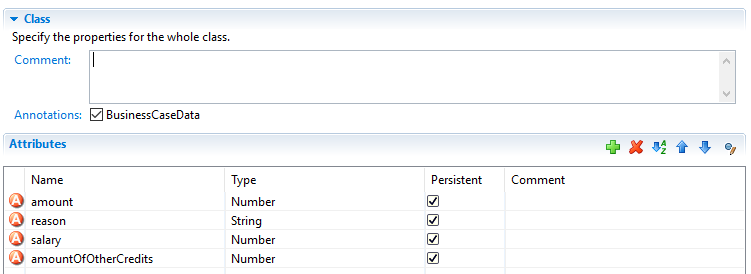 Class
Specify the properties for the whole class.
Comment:
Annotations: BusinessCaseData
Attributes
Name Type Persistent Comment
A amount Number
A reason String
A salary Number
A amountOfOtherCredits Number